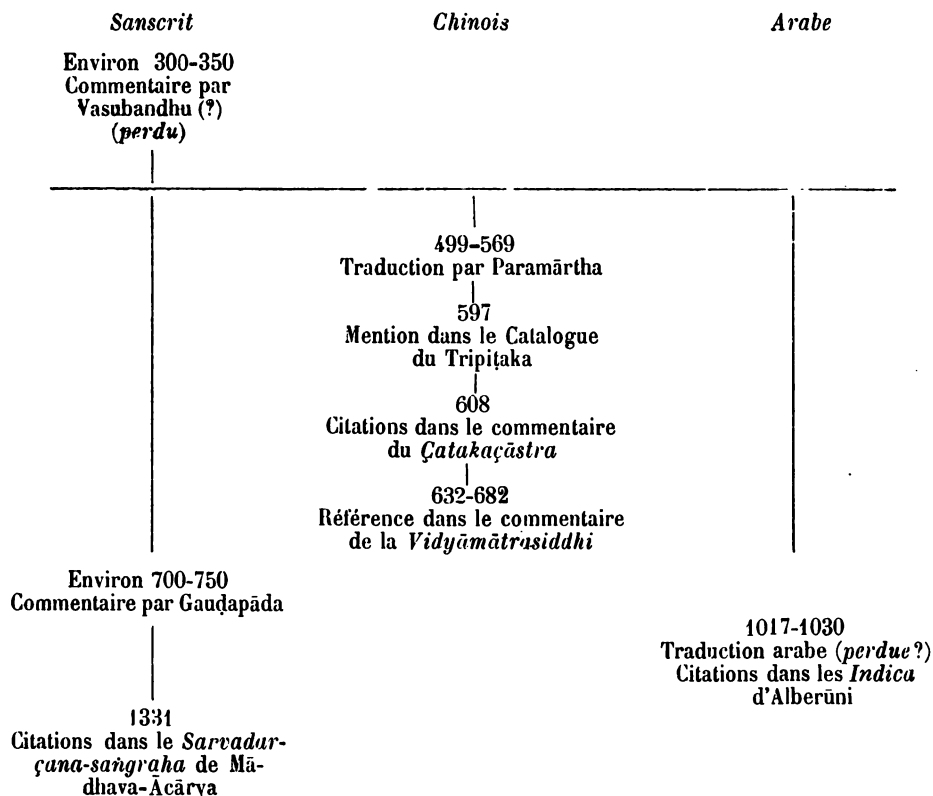 Sanscrit
Chinois
Arabe
Environ 300-350
Commentaire par
Vasubandhu (?)
(perdu)
499-569
Traduction par Paramārtha
597
Mention dans le Catalogue
du Tripiṭaka
608
Citations dans le commentaire
du Çatakaçāstra
632-682
Référence dans le commentaire
de la Vidyāmātrasiddhi
Environ 700-750
Commentaire par Gauḍapāda
1331
Citations dans le Sarvadar-
çana-saṅgraha de Mā-
dhava-Ācārya
1017-1030
Traduction arabe (perdue?)
Citations dans les Indica
d'Alberūni